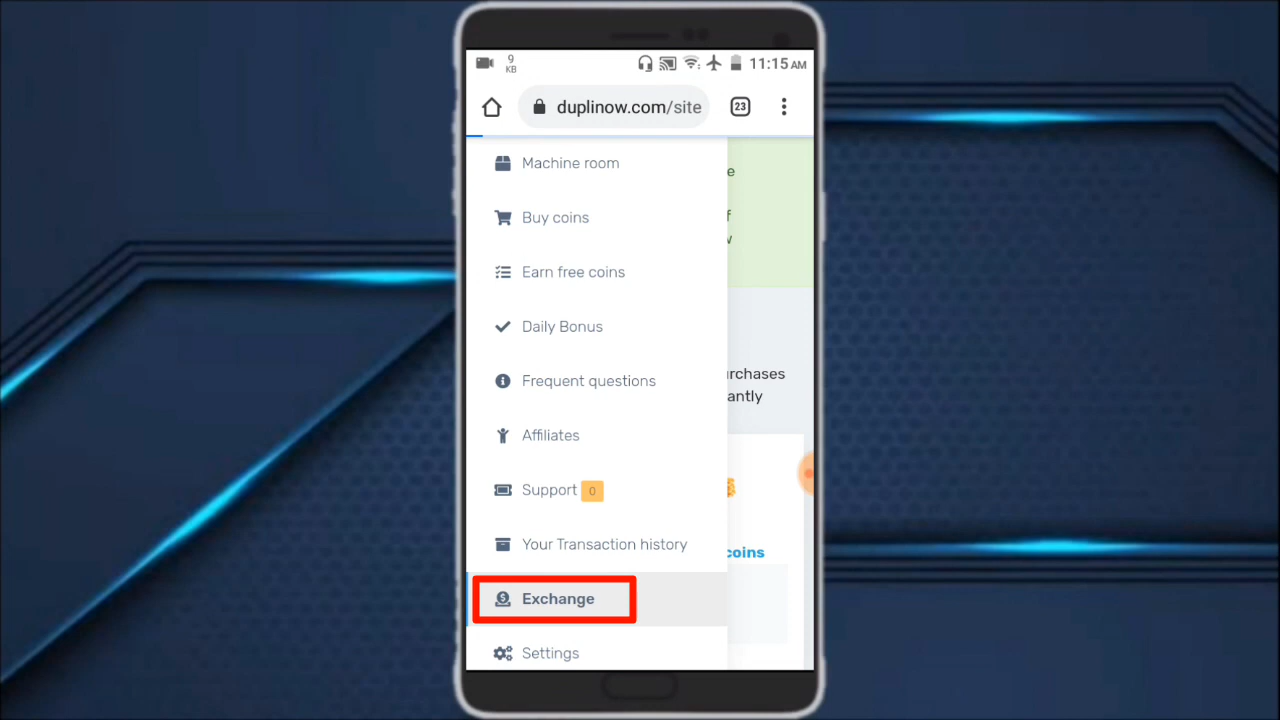 9
KB
11:15 AM
duplinow.com/site
23
Machine room
e
Buy coins
f
w
Earn free coins
Daily Bonus
Frequent questions
urchases
antly
Affiliates
Support 0
Your Transaction history
coins
Exchange
Settings